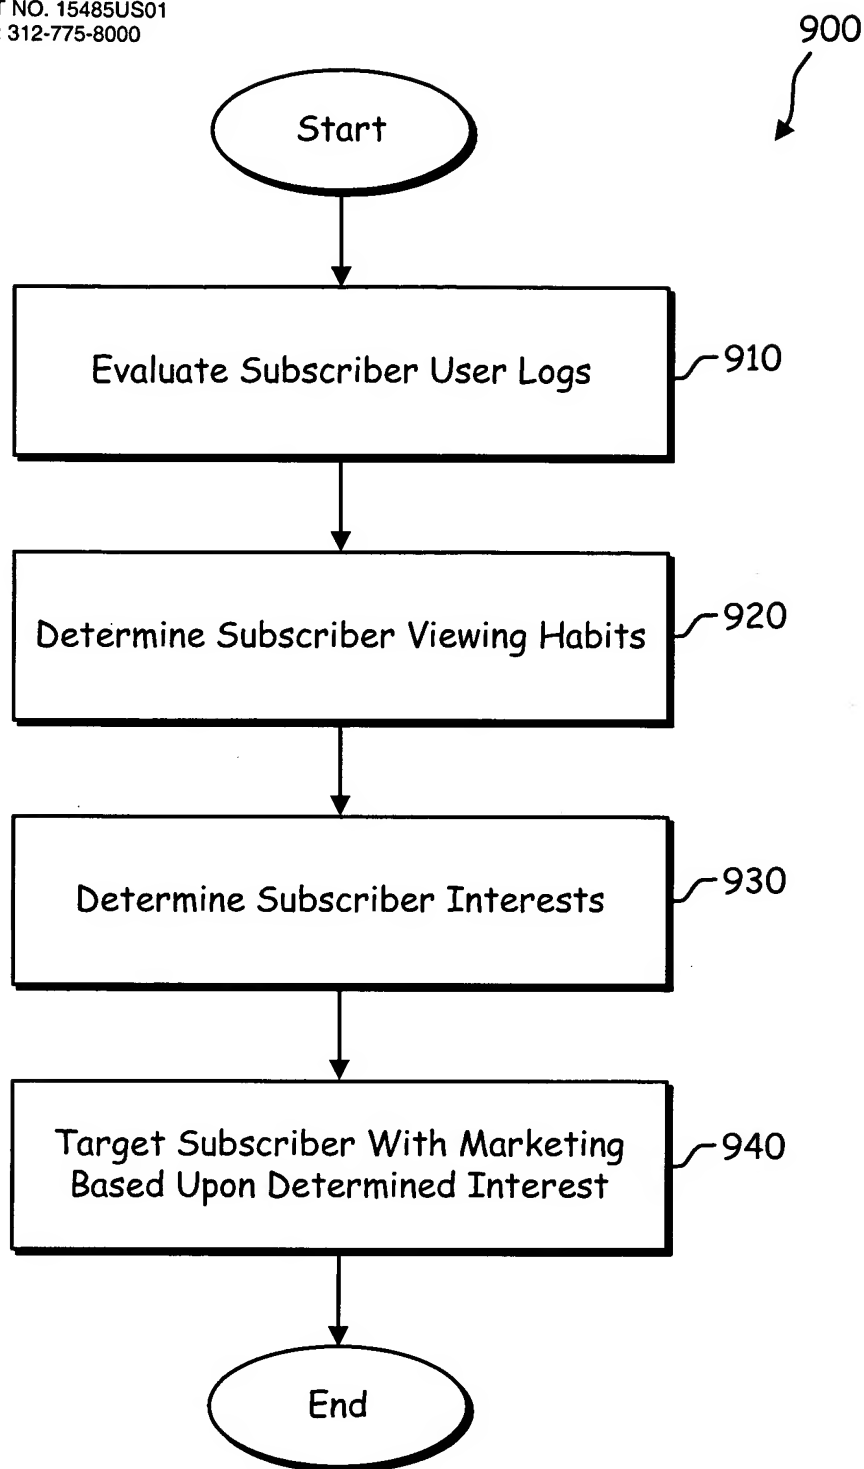 NO. 15485US01
312-775-8000
900
Start
Evaluate Subscriber User Logs
910
Determine Subscriber Viewing Habits
920
Determine Subscriber Interests
930
Target Subscriber With Marketing
Based Upon Determined Interest
940
End